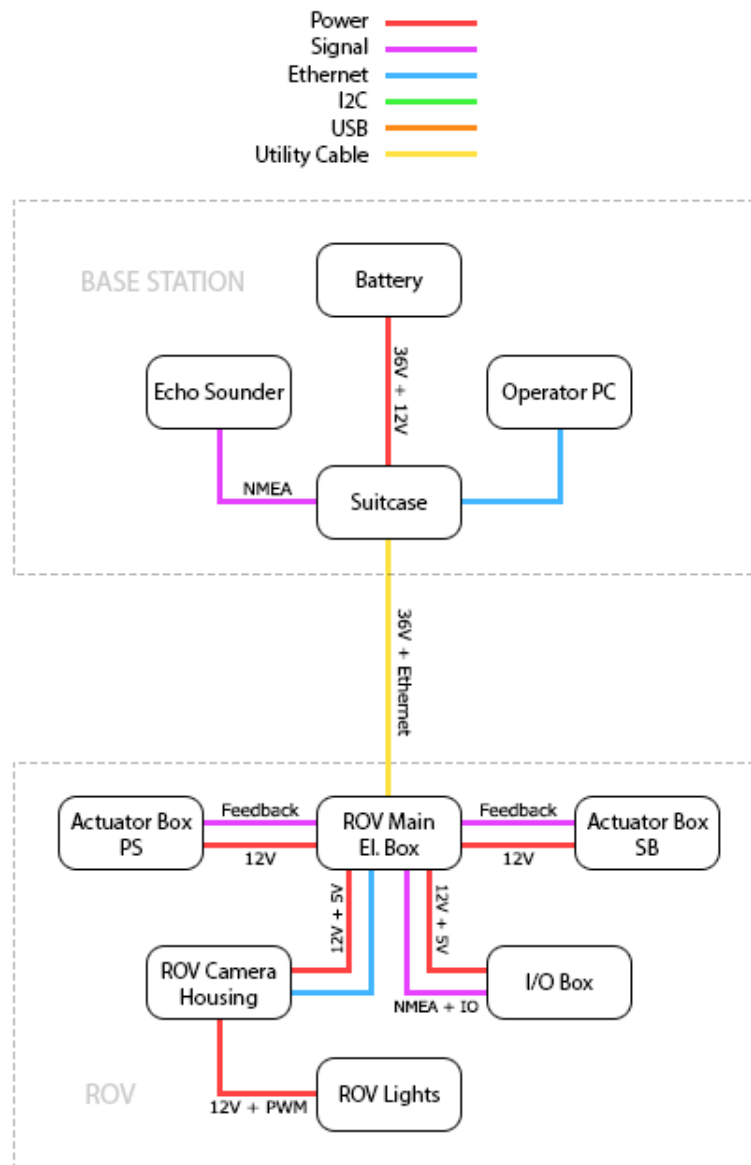 Power
Signal
Ethernet
I2C
USB
Utility Cable
BASE STATION
Battery
36V + 12V
Echo Sounder
Operator PC
NMEA
Suitcase
36V + Ethernet
Actuator Box
PS
Feedback
12V
ROV Main
El. Box
Feedback
12V
Actuator Box
SB
12V + 5V
12V + 5V
ROV Camera
Housing
NMEA + IO
I/O Box
12V + PWM
ROV Lights
ROV